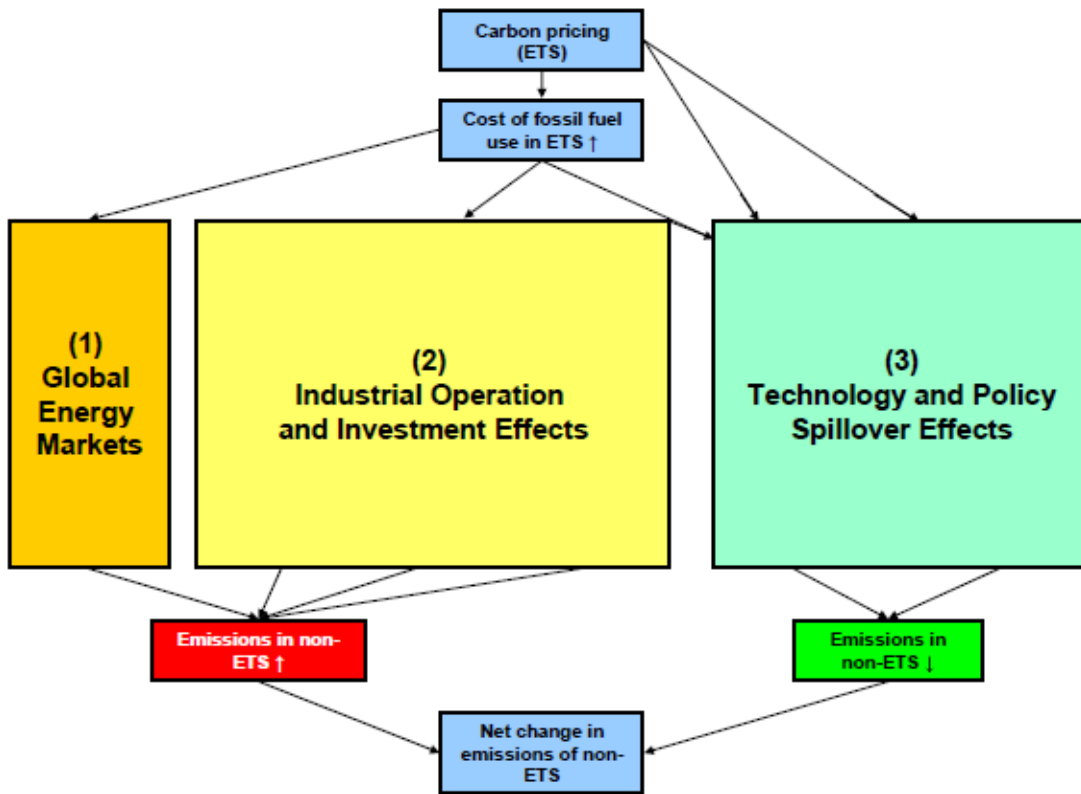 Carbon pricing
(ETS)
Cost of fossil fuel
use in ETS ↑
(1)
Global
Energy
Markets
(2)
Industrial Operation
and Investment Effects
(3)
Technology and Policy
Spillover Effects
Emissions in non-
ETS ↑
Emissions in
non-ETS ↓
Net change in
emissions of non-
ETS